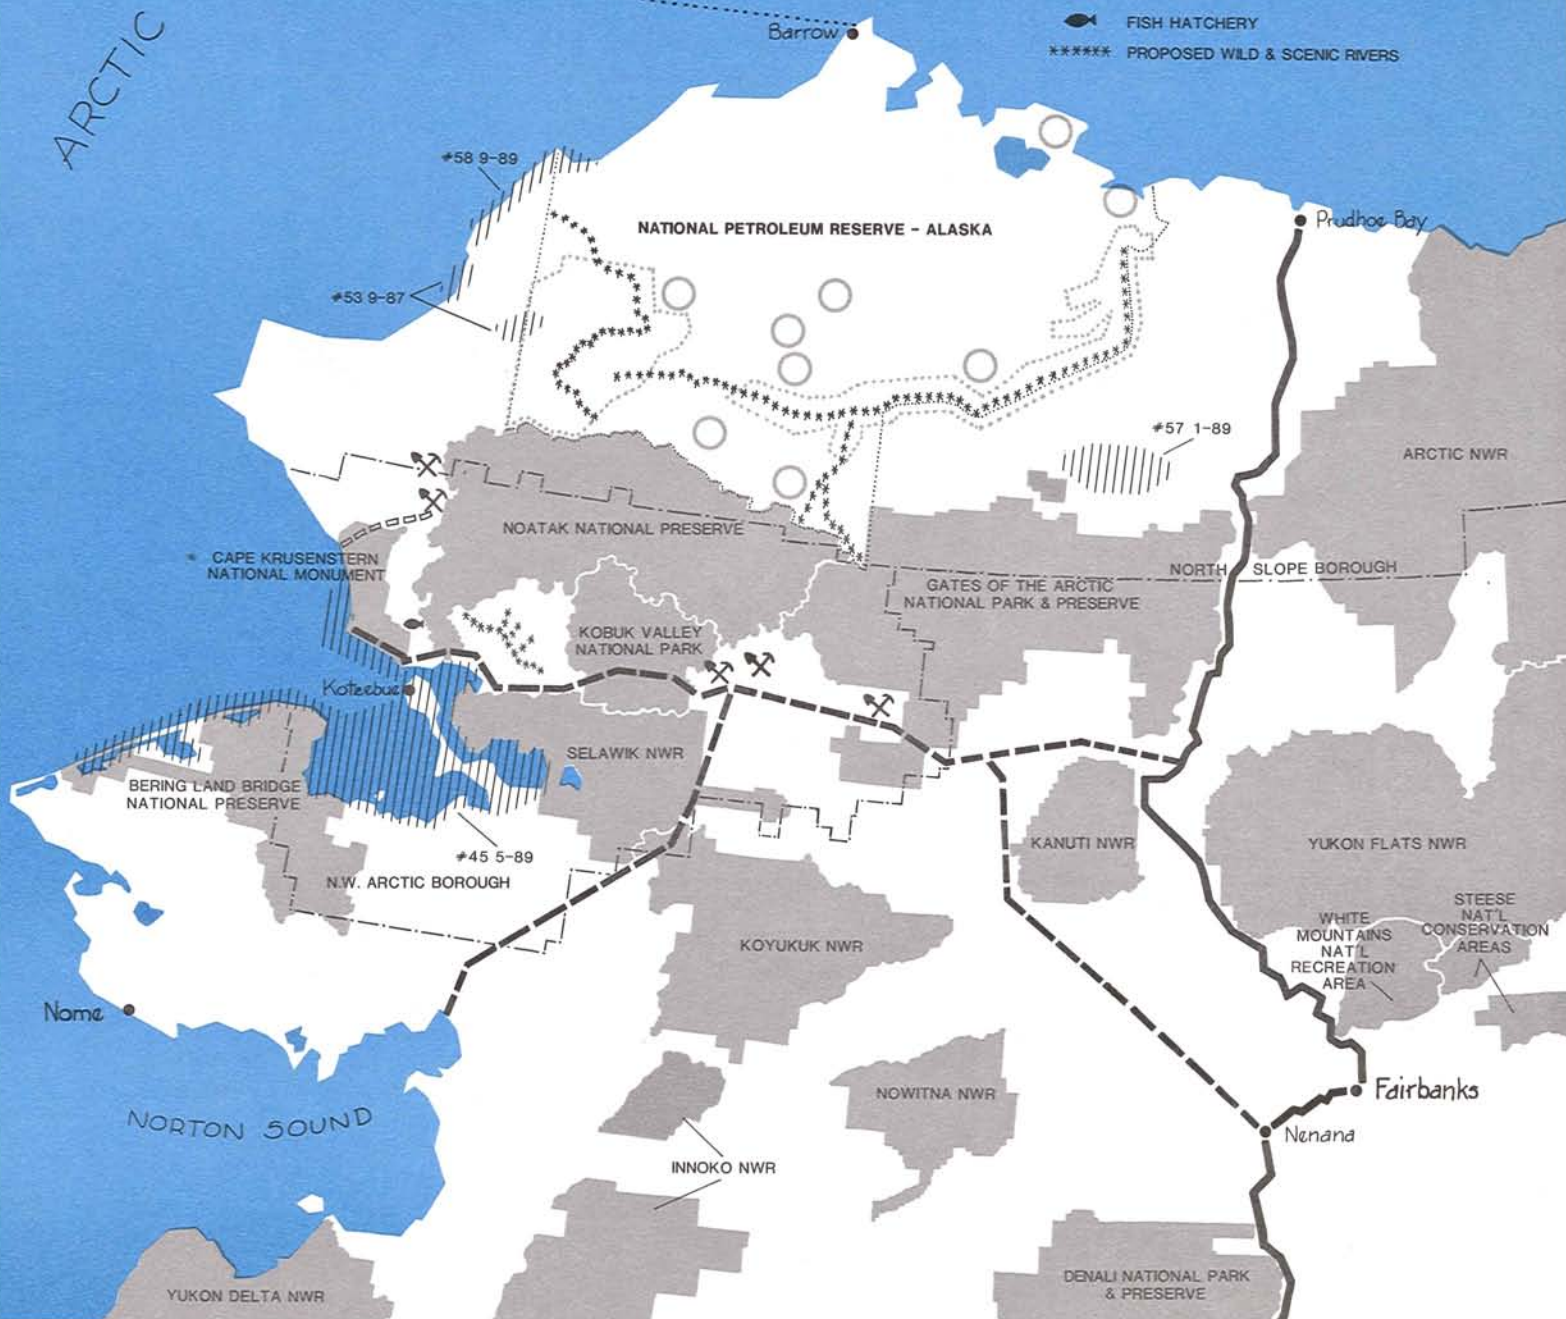 ARCTIC
Barrow
FISH HATCHERY
****** PROPOSED WILD & SCENIC RIVERS
#58 9-89
NATIONAL PETROLEUM RESERVE - ALASKA
Prudhoe Bay
#53 9-87
#57 1-89
ARCTIC NWR
NOATAK NATIONAL PRESERVE
* CAPE KRUSENSTERN
NATIONAL MONUMENT
NORTH SLOPE BOROUGH
GATES OF THE ARCTIC
NATIONAL PARK & PRESERVE
KOBUK VALLEY
NATIONAL PARK
Kotzebue
SELAWIK NWR
BERING LAND BRIDGE
NATIONAL PRESERVE
KANUTI NWR
YUKON FLATS NWR
#45 5-89
N.W. ARCTIC BOROUGH
STEESE
NAT'L
CONSERVATION
AREAS
WHITE
MOUNTAINS
NAT'L
RECREATION
AREA
KOYUKUK NWR
Nome
NOWITNA NWR
Fairbanks
NORTON SOUND
Nenana
INNOKO NWR
DENALI NATIONAL PARK
& PRESERVE
YUKON DELTA NWR